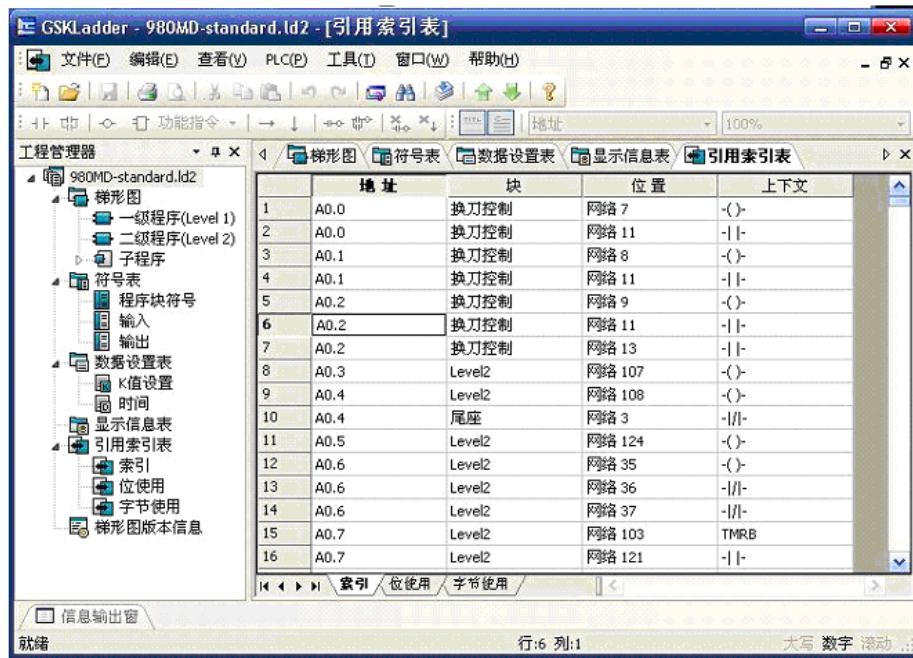 GSKLadder - 980MD-standard.ld2 - [引用索引表]
文件(F) 编辑(E) 查看(V) PLC(P) 工具(T) 窗口(W) 帮助(H)
功能指令 地址 100%
工程管理器
梯形图 符号表 数据设置表 显示信息表 引用索引表
980MD-standard.ld2
梯形图
一级程序(Level 1)
二级程序(Level 2)
子程序
符号表
程序块符号
输入
输出
数据设置表
K值设置
时间
显示信息表
引用索引表
索引
位使用
字节使用
梯形图版本信息
地址 块 位置 上下文
1 A0.0 换刀控制 网络 7 -( )-
2 A0.0 换刀控制 网络 11 -| |-
3 A0.1 换刀控制 网络 8 -( )-
4 A0.1 换刀控制 网络 11 -| |-
5 A0.2 换刀控制 网络 9 -( )-
6 A0.2 换刀控制 网络 11 -| |-
7 A0.2 换刀控制 网络 13 -| |-
8 A0.3 Level2 网络 107 -( )-
9 A0.4 Level2 网络 108 -( )-
10 A0.4 尾座 网络 3 -|/|-
11 A0.5 Level2 网络 124 -( )-
12 A0.6 Level2 网络 35 -( )-
13 A0.6 Level2 网络 36 -|/|-
14 A0.6 Level2 网络 37 -|/|-
15 A0.7 Level2 网络 103 TMRB
16 A0.7 Level2 网络 121 -| |-
索引 位使用 字节使用
信息输出窗
就绪 行:6 列:1 大写 数字 滚动